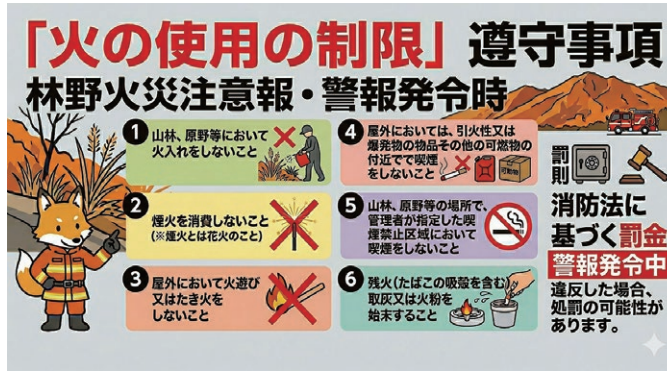 「火の使用の制限」遵守事項
林野火災注意報・警報発令時
1 山林、原野等において
火入れをしないこと
2 煙火を消費しないこと
（※煙火とは花火のこと）
3 屋外において火遊び
又はたき火を
しないこと
4 屋外においては、引火性又は
爆発物の物品その他の可燃物の
付近でで喫煙
をしないこと
可動物
5 山林、原野等の場所で、
管理者が指定した喫
煙禁止区域において
喫煙をしないこと
6 残火（たばこの吸殻を含む）
取灰又は火粉を
始末すること
罰
則
消防法に
基づく罰金
警報発令中
違反した場合、
処罰の可能性が
あります。